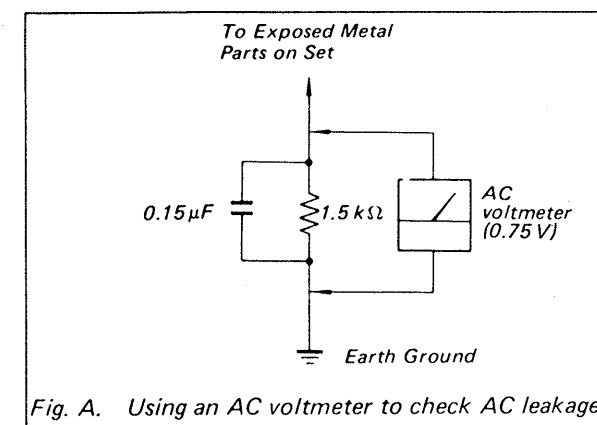 To Exposed Metal
Parts on Set
0.15μF
1.5 kΩ
AC
voltmeter
(0.75 V)
Earth Ground
Fig. A. Using an AC voltmeter to check AC leakage